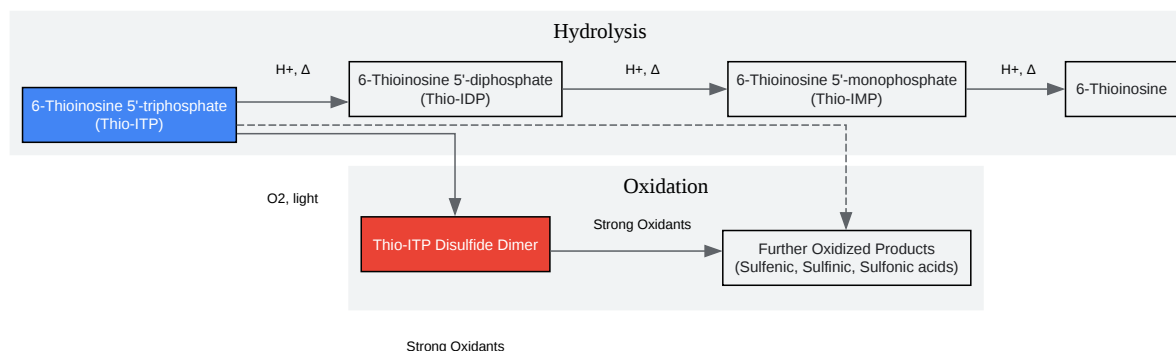 Hydrolysis
H+, Δ
H+, Δ
H+, Δ
6-Thioinosine 5'-triphosphate
(Thio-ITP)
6-Thioinosine 5'-diphosphate
(Thio-IDP)
6-Thioinosine 5'-monophosphate
(Thio-IMP)
6-Thioinosine
Oxidation
O2, light
Thio-ITP Disulfide Dimer
Strong Oxidants
Further Oxidized Products
(Sulfenic, Sulfinic, Sulfonic acids)
Strong Oxidants